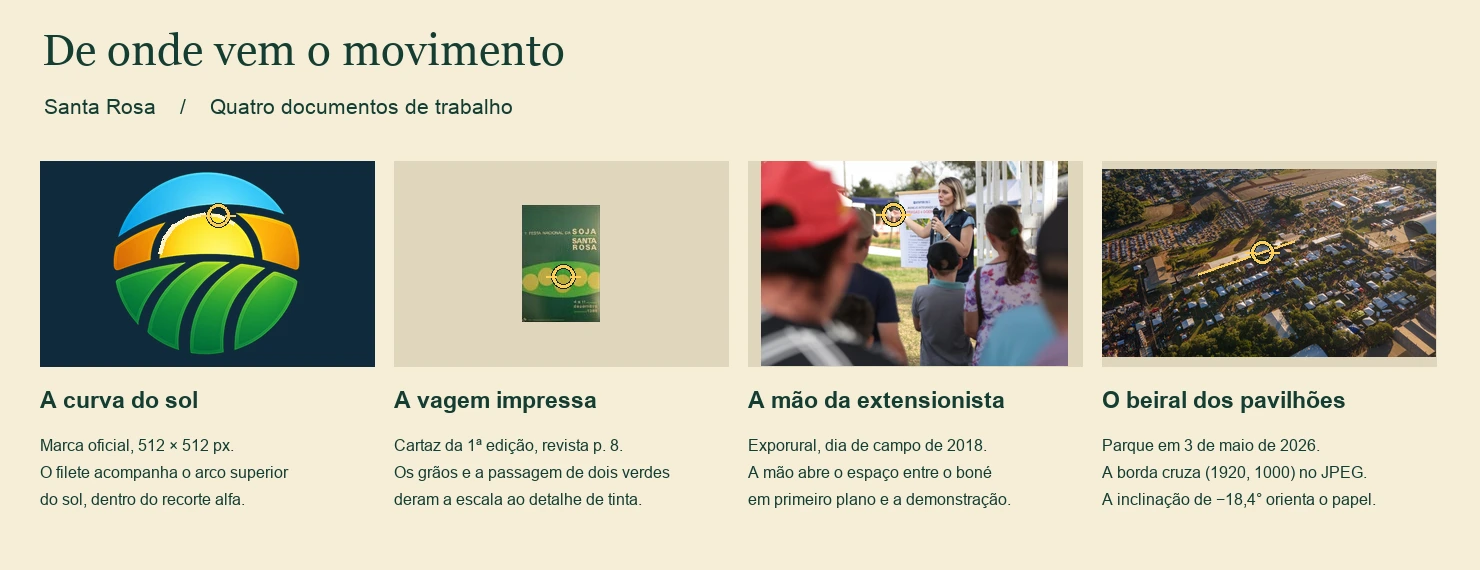 De onde vem o movimento
Santa Rosa / Quatro documentos de trabalho
FESTA NACIONAL DA SOJA
SANTA
ROSA
A curva do sol
Marca oficial, 512 × 512 px.
O filete acompanha o arco superior
do sol, dentro do recorte alfa.
A vagem impressa
Cartaz da 1ª edição, revista p. 8.
Os grãos e a passagem de dois verdes
deram a escala ao detalhe de tinta.
A mão da extensionista
Exporural, dia de campo de 2018.
A mão abre o espaço entre o boné
em primeiro plano e a demonstração.
O beiral dos pavilhões
Parque em 3 de maio de 2026.
A borda cruza (1920, 1000) no JPEG.
A inclinação de −18,4° orienta o papel.